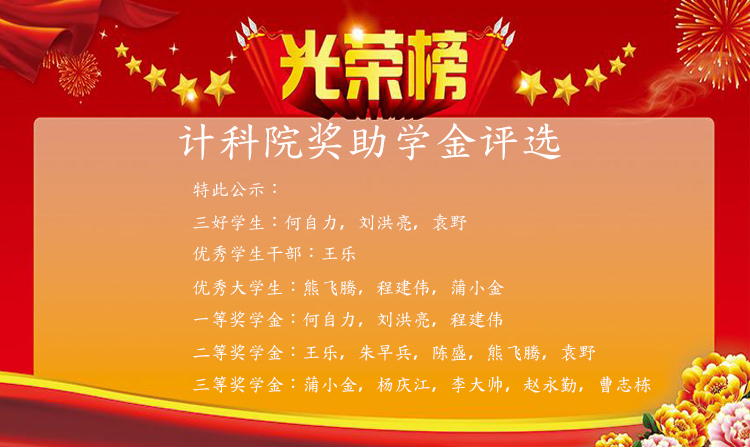 光荣榜
计科院奖助学金评选
特此公示：
三好学生：何自力，刘洪亮，袁野
优秀学生干部：王乐
优秀大学生：熊飞腾，程建伟，蒲小金
一等奖学金：何自力，刘洪亮，程建伟
二等奖学金：王乐，朱早兵，陈盛，熊飞腾，袁野
三等奖学金：蒲小金，杨庆江，李大帅，赵永勤，曹志栋